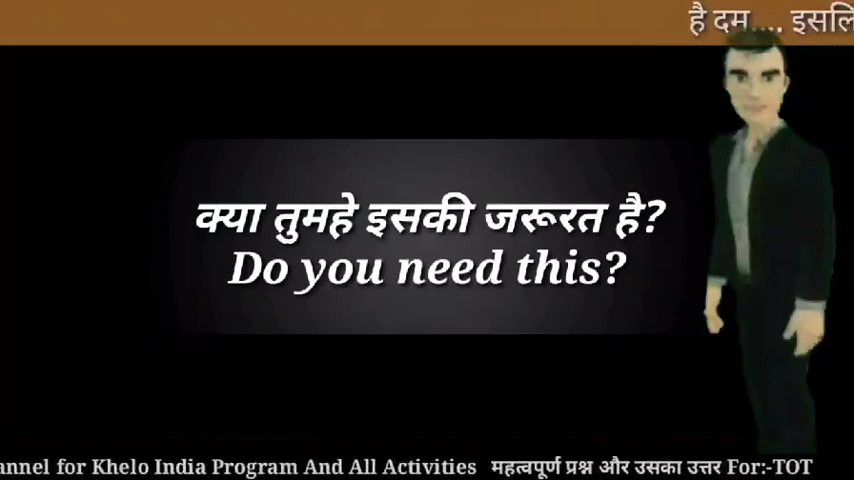 है दम.... इसलि
क्या तुमहे इसकी जरूरत है?
Do you need this?
annel for Khelo India Program And All Activities महत्वपूर्ण प्रश्न और उसका उत्तर For:-TOT